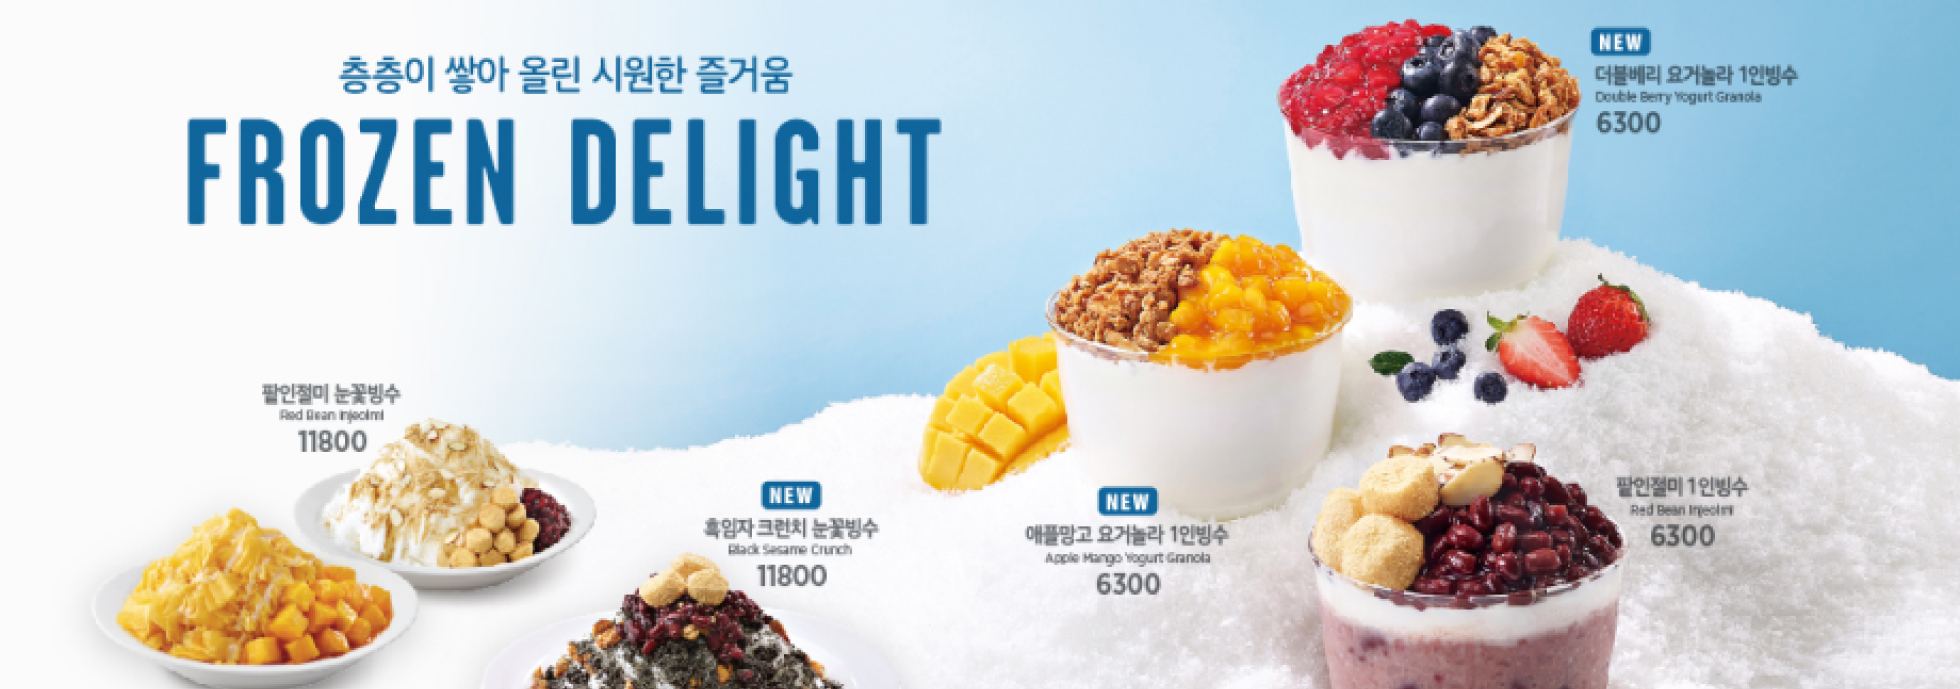 층층이 쌓아 올린 시원한 즐거움
FROZEN DELIGHT
NEW
더블베리 요거놀라 1인빙수
Double Berry Yogurt Granola
6300
팥인절미 눈꽃빙수
Red Bean Injeolmi
11800
NEW
흑임자 크런치 눈꽃빙수
Black Sesame Crunch
11800
NEW
애플망고 요거놀라 1인빙수
Apple Mango Yogurt Granola
6300
팥인절미 1인빙수
Red Bean Injeolmi
6300